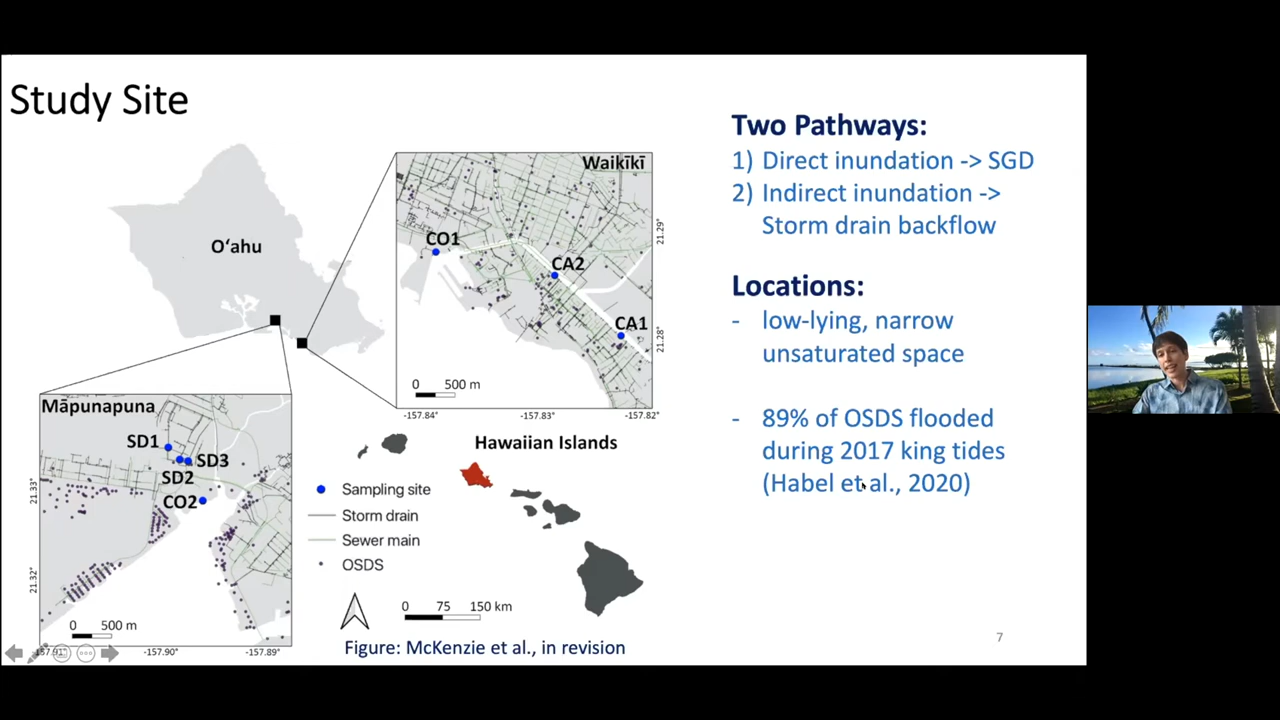 Study Site
O'ahu
Waikīkī
CO1
CA2
CA1
0 500 m
21.29°
21.28°
-157.84°
-157.83°
-157.82°
Māpunapuna
SD1
SD3
SD2
CO2
21.33°
21.32°
0 500 m
-157.91°
-157.90°
-157.89°
Hawaiian Islands
Sampling site
Storm drain
Sewer main
OSDS
0 75 150 km
Figure: McKenzie et al., in revision
Two Pathways:
1) Direct inundation -> SGD
2) Indirect inundation ->
Storm drain backflow
Locations:
- low-lying, narrow
unsaturated space
- 89% of OSDS flooded
during 2017 king tides
(Habel et al., 2020)
7